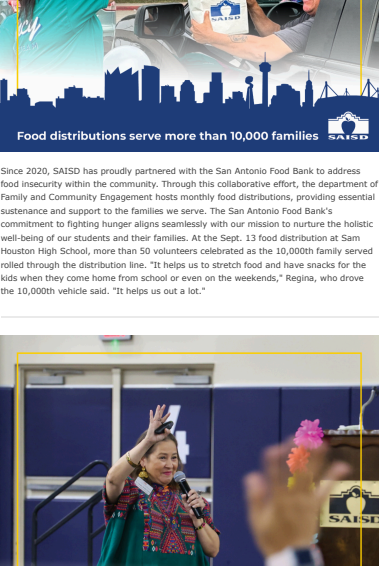 SAISD
cy
Food distributions serve more than 10,000 families
SAISD
Since 2020, SAISD has proudly partnered with the San Antonio Food Bank to address
food insecurity within the community. Through this collaborative effort, the department of
Family and Community Engagement hosts monthly food distributions, providing essential
sustenance and support to the families we serve. The San Antonio Food Bank's
commitment to fighting hunger aligns seamlessly with our mission to nurture the holistic
well-being of our students and their families. At the Sept. 13 food distribution at Sam
Houston High School, more than 50 volunteers celebrated as the 10,000th family served
rolled through the distribution line. "It helps us to stretch food and have snacks for the
kids when they come home from school or even on the weekends," Regina, who drove
the 10,000th vehicle said. "It helps us out a lot."
4
SAISD